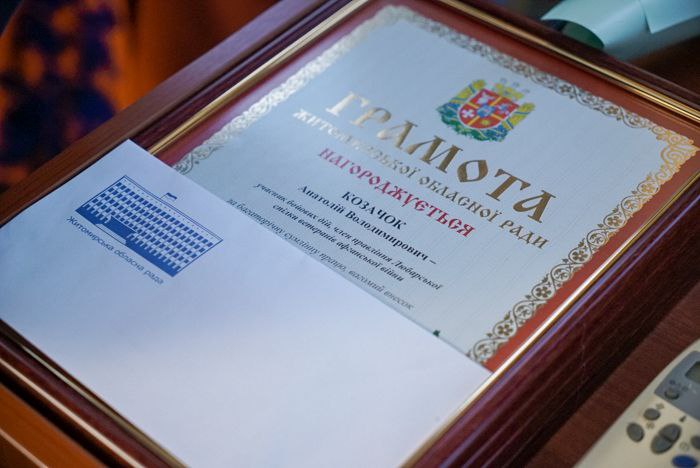 ГРАМОТА
ЖИТОМИРСЬКОЇ ОБЛАСНОЇ РАДИ
НАГОРОДЖУЄТЬСЯ
КОЗАЧОК
Анатолій Володимирович –
учасник бойових дій, член правління Любарської
спілки ветеранів афганської війни
за багаторічну сумлінну працю, вагомий внесок
Житомирська обласна рада